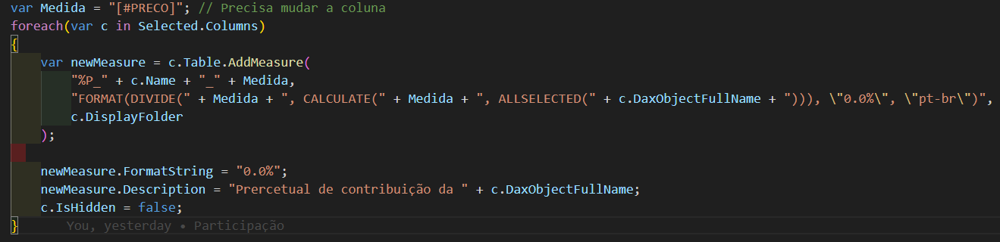 var Medida = "[#PRECO]"; // Precisa mudar a coluna
foreach(var c in Selected.Columns)
{
    var newMeasure = c.Table.AddMeasure(
        "%P_" + c.Name + "_" + Medida,
        "FORMAT(DIVIDE(" + Medida + ", CALCULATE(" + Medida + ", ALLSELECTED(" + c.DaxObjectFullName + "))), \"0.0%\", \"pt-br\")",
        c.DisplayFolder
    );

    newMeasure.FormatString = "0.0%";
    newMeasure.Description = "Prercetual de contribuição da " + c.DaxObjectFullName;
    c.IsHidden = false;
}      You, yesterday • Participação